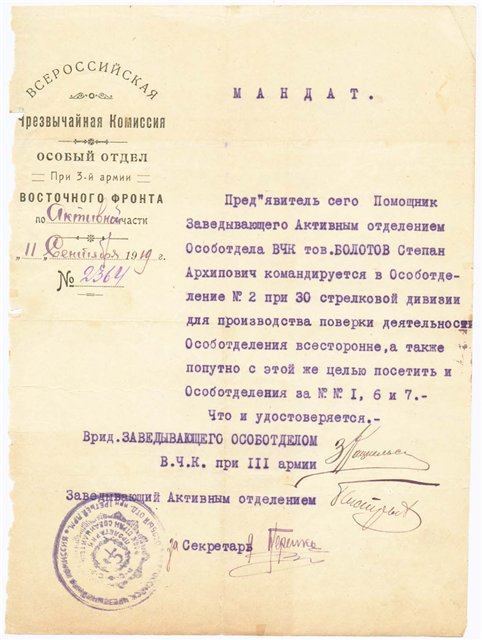 ВСЕРОССИЙСКАЯ
Чрезвычайная Комиссия
ОСОБЫЙ ОТДЕЛ
При 3-й армии
ВОСТОЧНОГО ФРОНТА
по Активной части
"11" Сентября 1919 г.
№ 2364
МАНДАТ.
Пред"явитель сего Помощник
Заведывающего Активным отделением
Особотдела ВЧК тов.БОЛОТОВ Степан
Архипович командируется в Особотде-
ление № 2 при 30 стрелковой дивизии
для производства поверки деятельности
Особотделения всесторонне,а также
попутно с этой же целью посетить и
Особотделения за №№ I, 6 и 7.-
Что и удостоверяется.-
Врид.ЗАВЕДЫВАЮЩЕГО ОСОБОТДЕЛОМ
В.Ч.К. при III армии
Заведивающий Активным отделением
за Секретарь